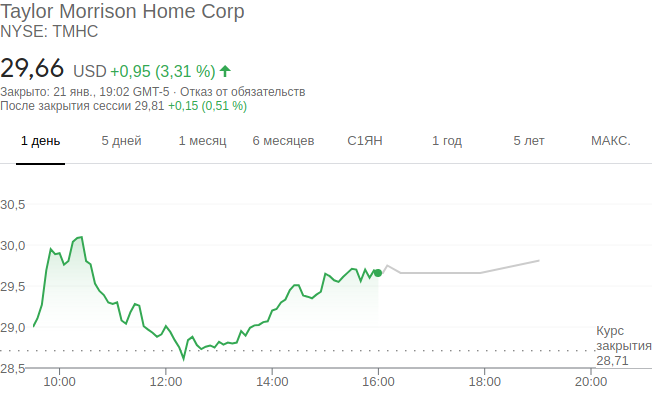 Taylor Morrison Home Corp
NYSE: TMHC
29,66 USD +0,95 (3,31 %)
Закрыто: 21 янв., 19:02 GMT-5 · Отказ от обязательств
После закрытия сессии 29,81 +0,15 (0,51 %)
1 день 5 дней 1 месяц 6 месяцев С1ЯН 1 год 5 лет МАКС.
30,5
30,0
29,5
29,0
28,5
Курс
закрытия
28,71
10:00 12:00 14:00 16:00 18:00 20:00